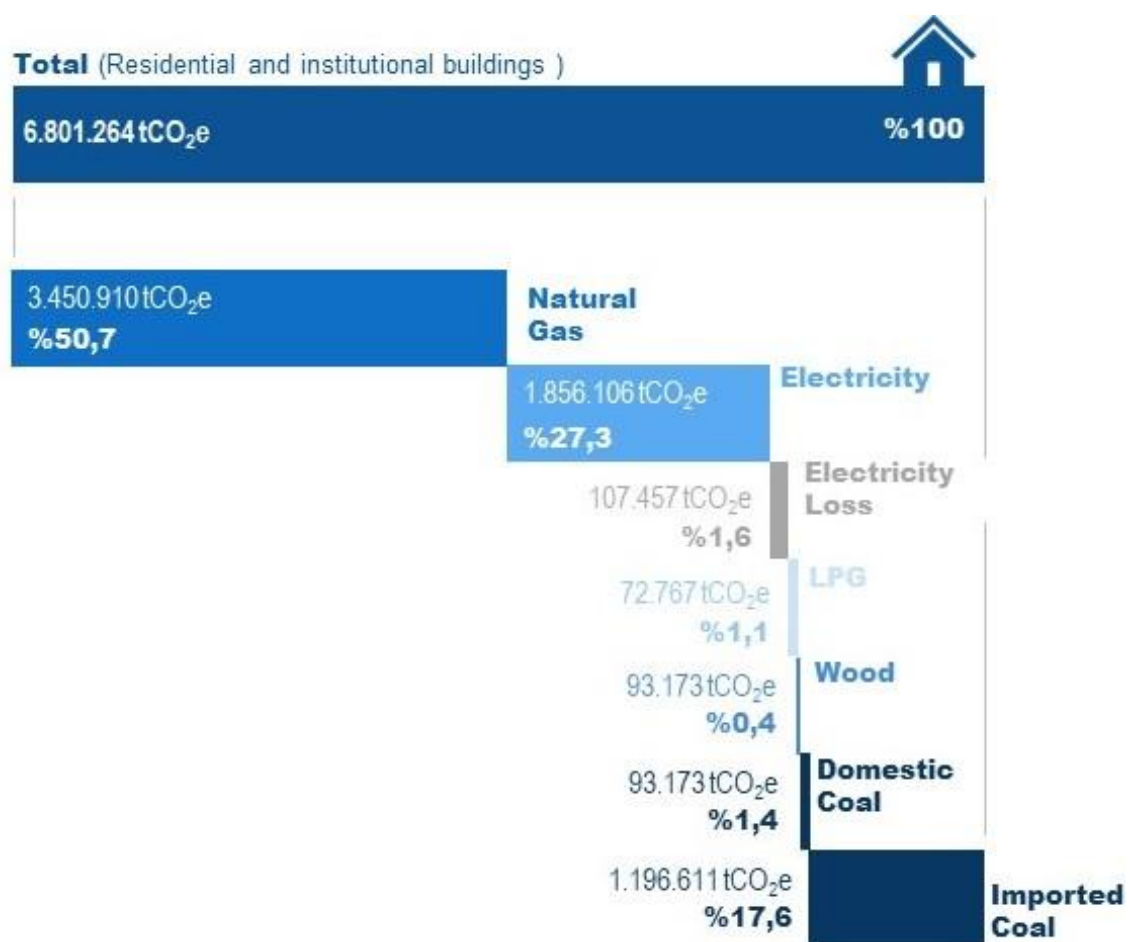 Total (Residential and institutional buildings )
6.801.264 tCO₂e %100
3.450.910 tCO₂e
%50,7
Natural
Gas
1.856.106 tCO₂e
%27,3
Electricity
107.457 tCO₂e
%1,6
Electricity
Loss
72.767 tCO₂e
%1,1
LPG
93.173 tCO₂e
%0,4
Wood
93.173 tCO₂e
%1,4
Domestic
Coal
1.196.611 tCO₂e
%17,6
Imported
Coal